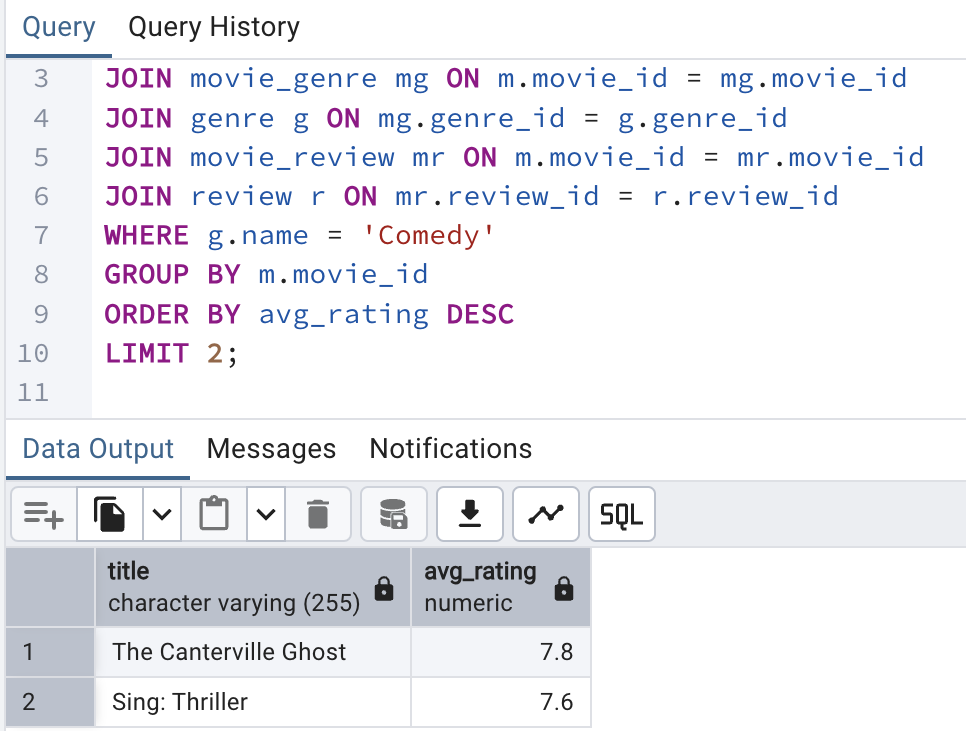 Query Query History
3 JOIN movie_genre mg ON m.movie_id = mg.movie_id
4 JOIN genre g ON mg.genre_id = g.genre_id
5 JOIN movie_review mr ON m.movie_id = mr.movie_id
6 JOIN review r ON mr.review_id = r.review_id
7 WHERE g.name = 'Comedy'
8 GROUP BY m.movie_id
9 ORDER BY avg_rating DESC
10 LIMIT 2;
11
Data Output Messages Notifications
SQL
title avg_rating
character varying (255) numeric
1 The Canterville Ghost 7.8
2 Sing: Thriller 7.6